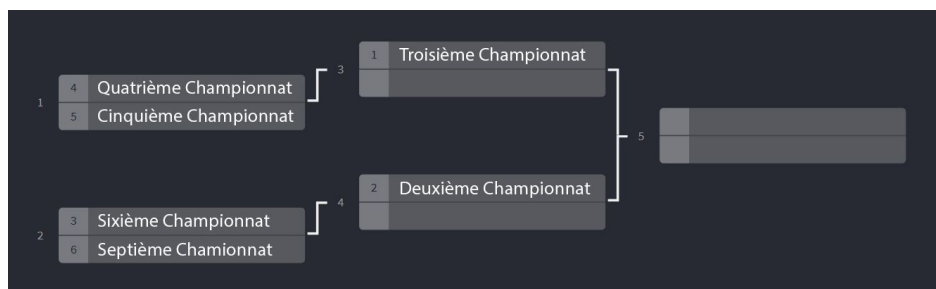 1
4 Quatrième Championnat
5 Cinquième Championnat
2
3 Sixième Championnat
6 Septième Chamionnat
3
1 Troisième Championnat
4
2 Deuxième Championnat
5